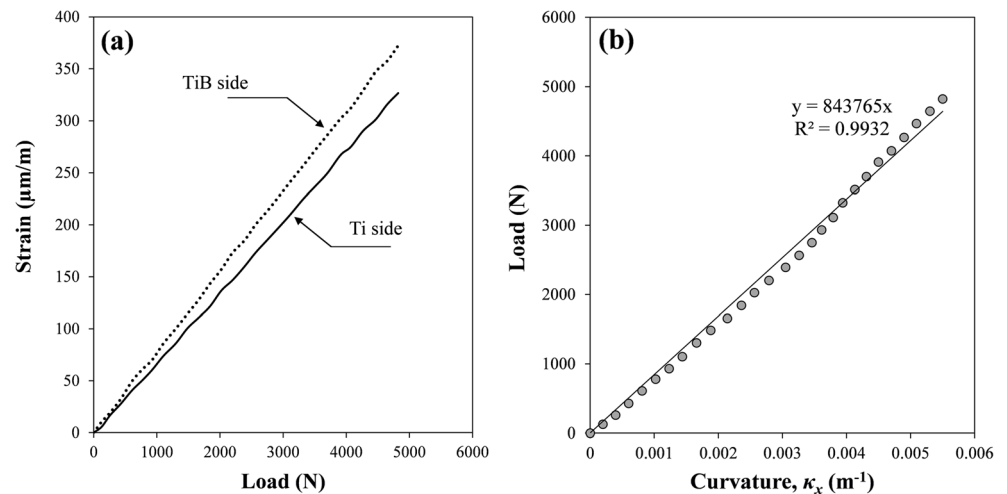 (a)
400
350
300
250
200
150
100
50
0
0 1000 2000 3000 4000 5000 6000
Strain (μm/m)
Load (N)
TiB side
Ti side
(b)
6000
5000
4000
3000
2000
1000
0
0 0.001 0.002 0.003 0.004 0.005 0.006
Load (N)
Curvature, κx (m-1)
y = 843765x
R² = 0.9932